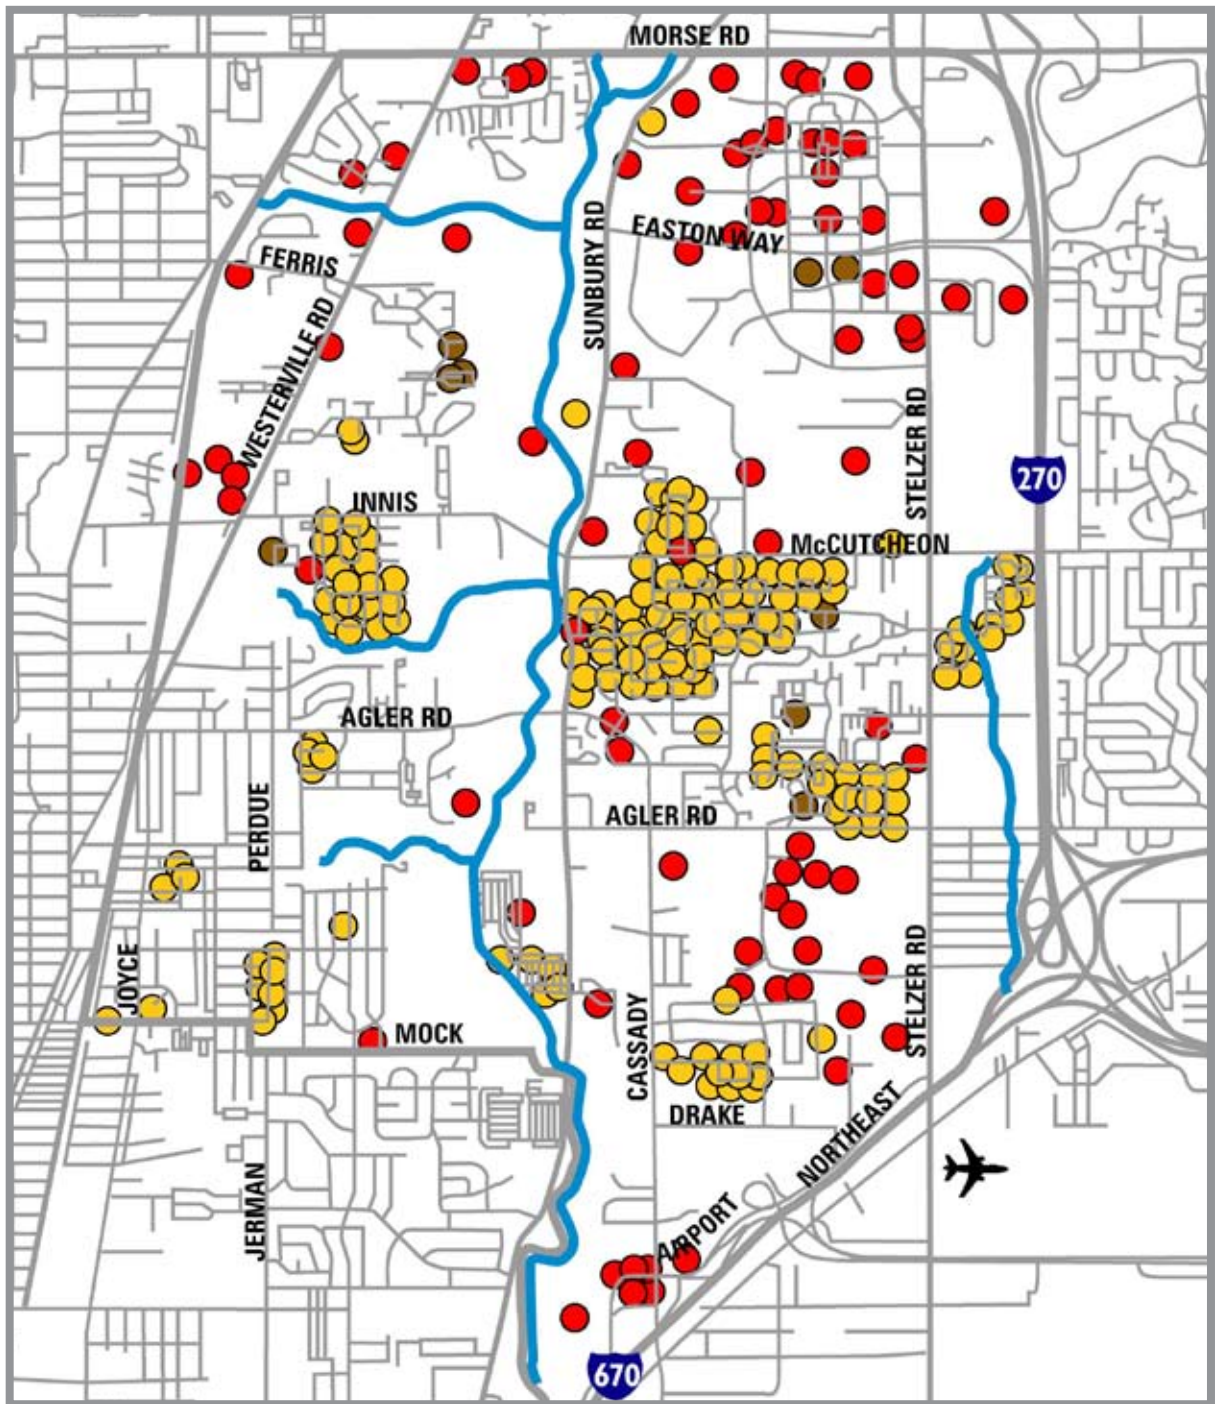 MORSE RD
SUNBURY RD
EASTON WAY
FERRIS
WESTERVILLE RD
STELZER RD
270
INNIS
McCUTCHEON
AGLER RD
PERDUE
AGLER RD
JOYCE
STELZER RD
CASSADY
MOCK
DRAKE
NORTHEAST
JERMAN
AIRPORT
670